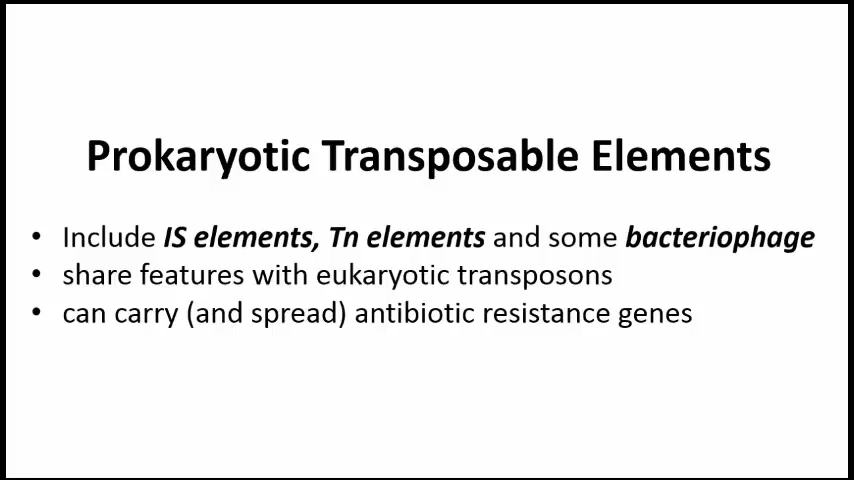 Prokaryotic Transposable Elements
• Include IS elements, Tn elements and some bacteriophage
• share features with eukaryotic transposons
• can carry (and spread) antibiotic resistance genes